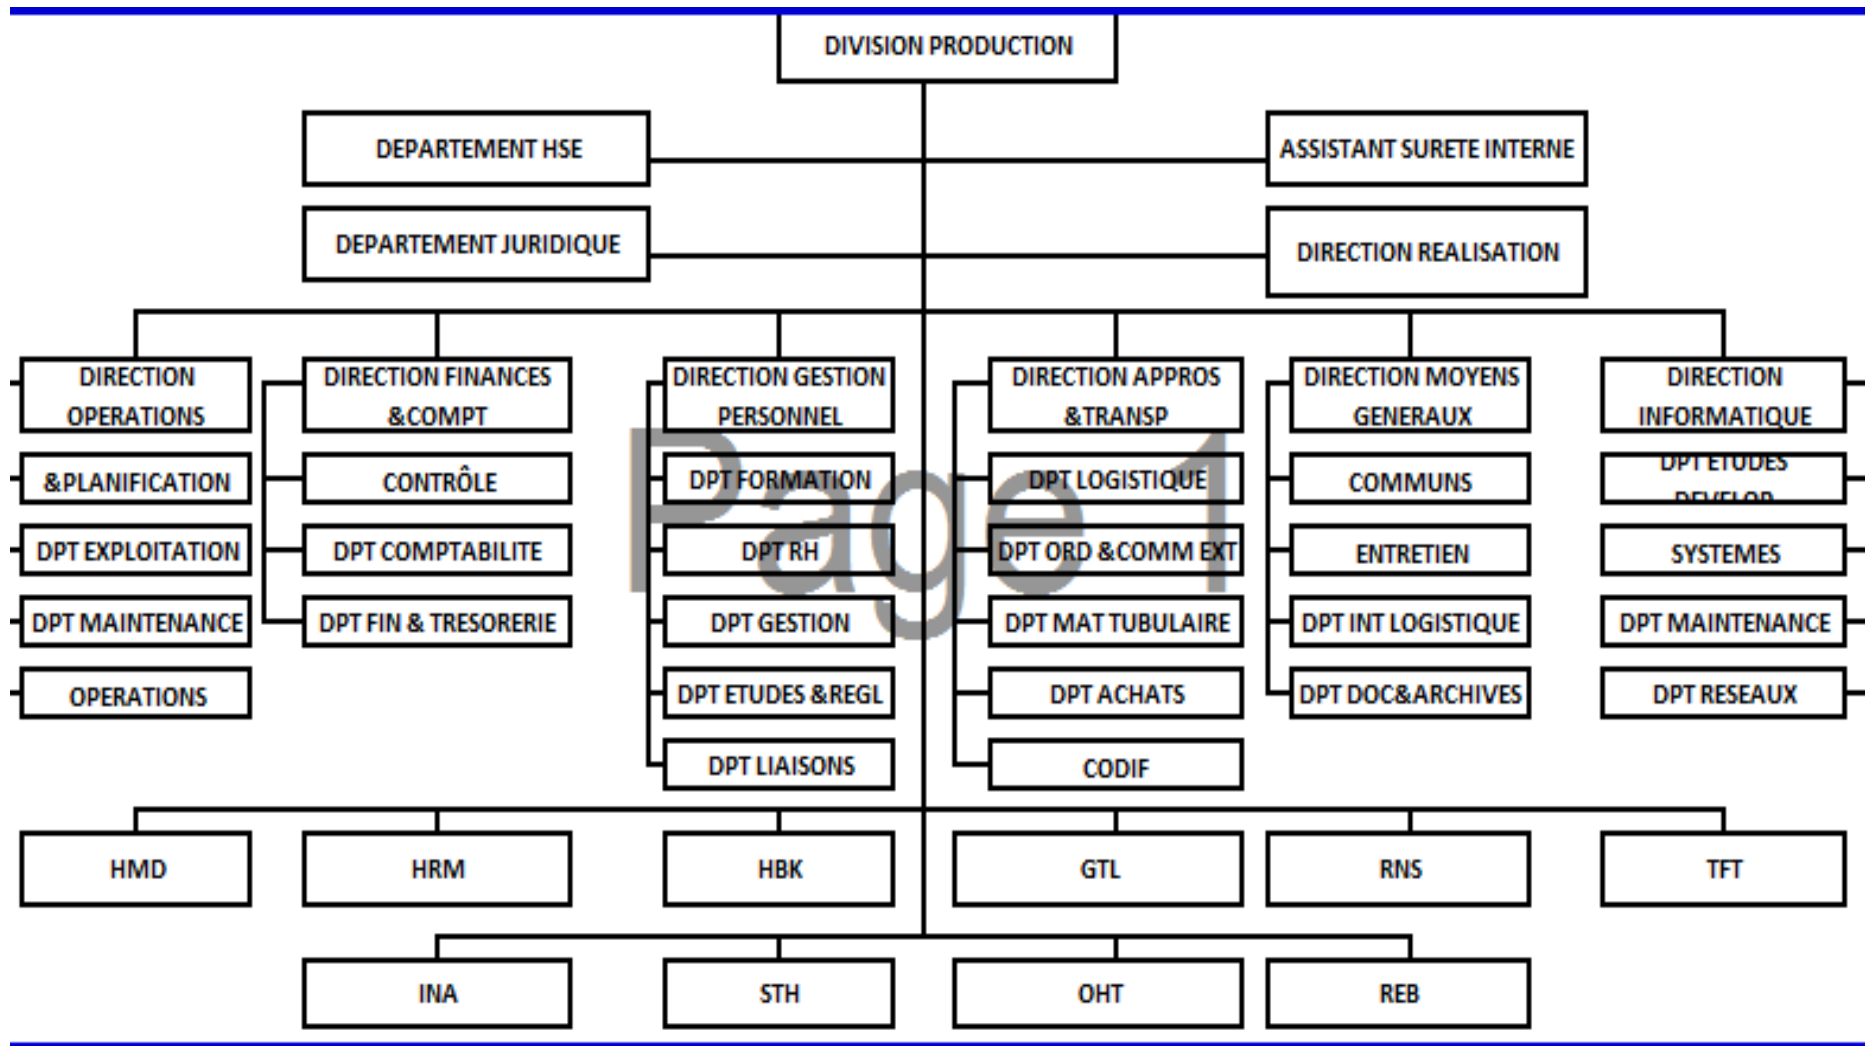 DIVISION PRODUCTION
DEPARTEMENT HSE
ASSISTANT SURETE INTERNE
DEPARTEMENT JURIDIQUE
DIRECTION REALISATION
DIRECTION
OPERATIONS
DIRECTION FINANCES
&COMPT
DIRECTION GESTION
PERSONNEL
DIRECTION APPROS
&TRANSP
DIRECTION MOYENS
GENERAUX
DIRECTION
INFORMATIQUE
&PLANIFICATION
CONTRÔLE
DPT FORMATION
DPT LOGISTIQUE
COMMUNS
DPT ETUDES
DEVELOP
DPT EXPLOITATION
DPT COMPTABILITE
DPT RH
DPT ORD &COMM EXT
ENTRETIEN
SYSTEMES
DPT MAINTENANCE
DPT FIN & TRESORERIE
DPT GESTION
DPT MAT TUBULAIRE
DPT INT LOGISTIQUE
DPT MAINTENANCE
OPERATIONS
DPT ETUDES &REGL
DPT ACHATS
DPT DOC&ARCHIVES
DPT RESEAUX
DPT LIAISONS
CODIF
Page 1
HMD
HRM
HBK
GTL
RNS
TFT
INA
STH
OHT
REB